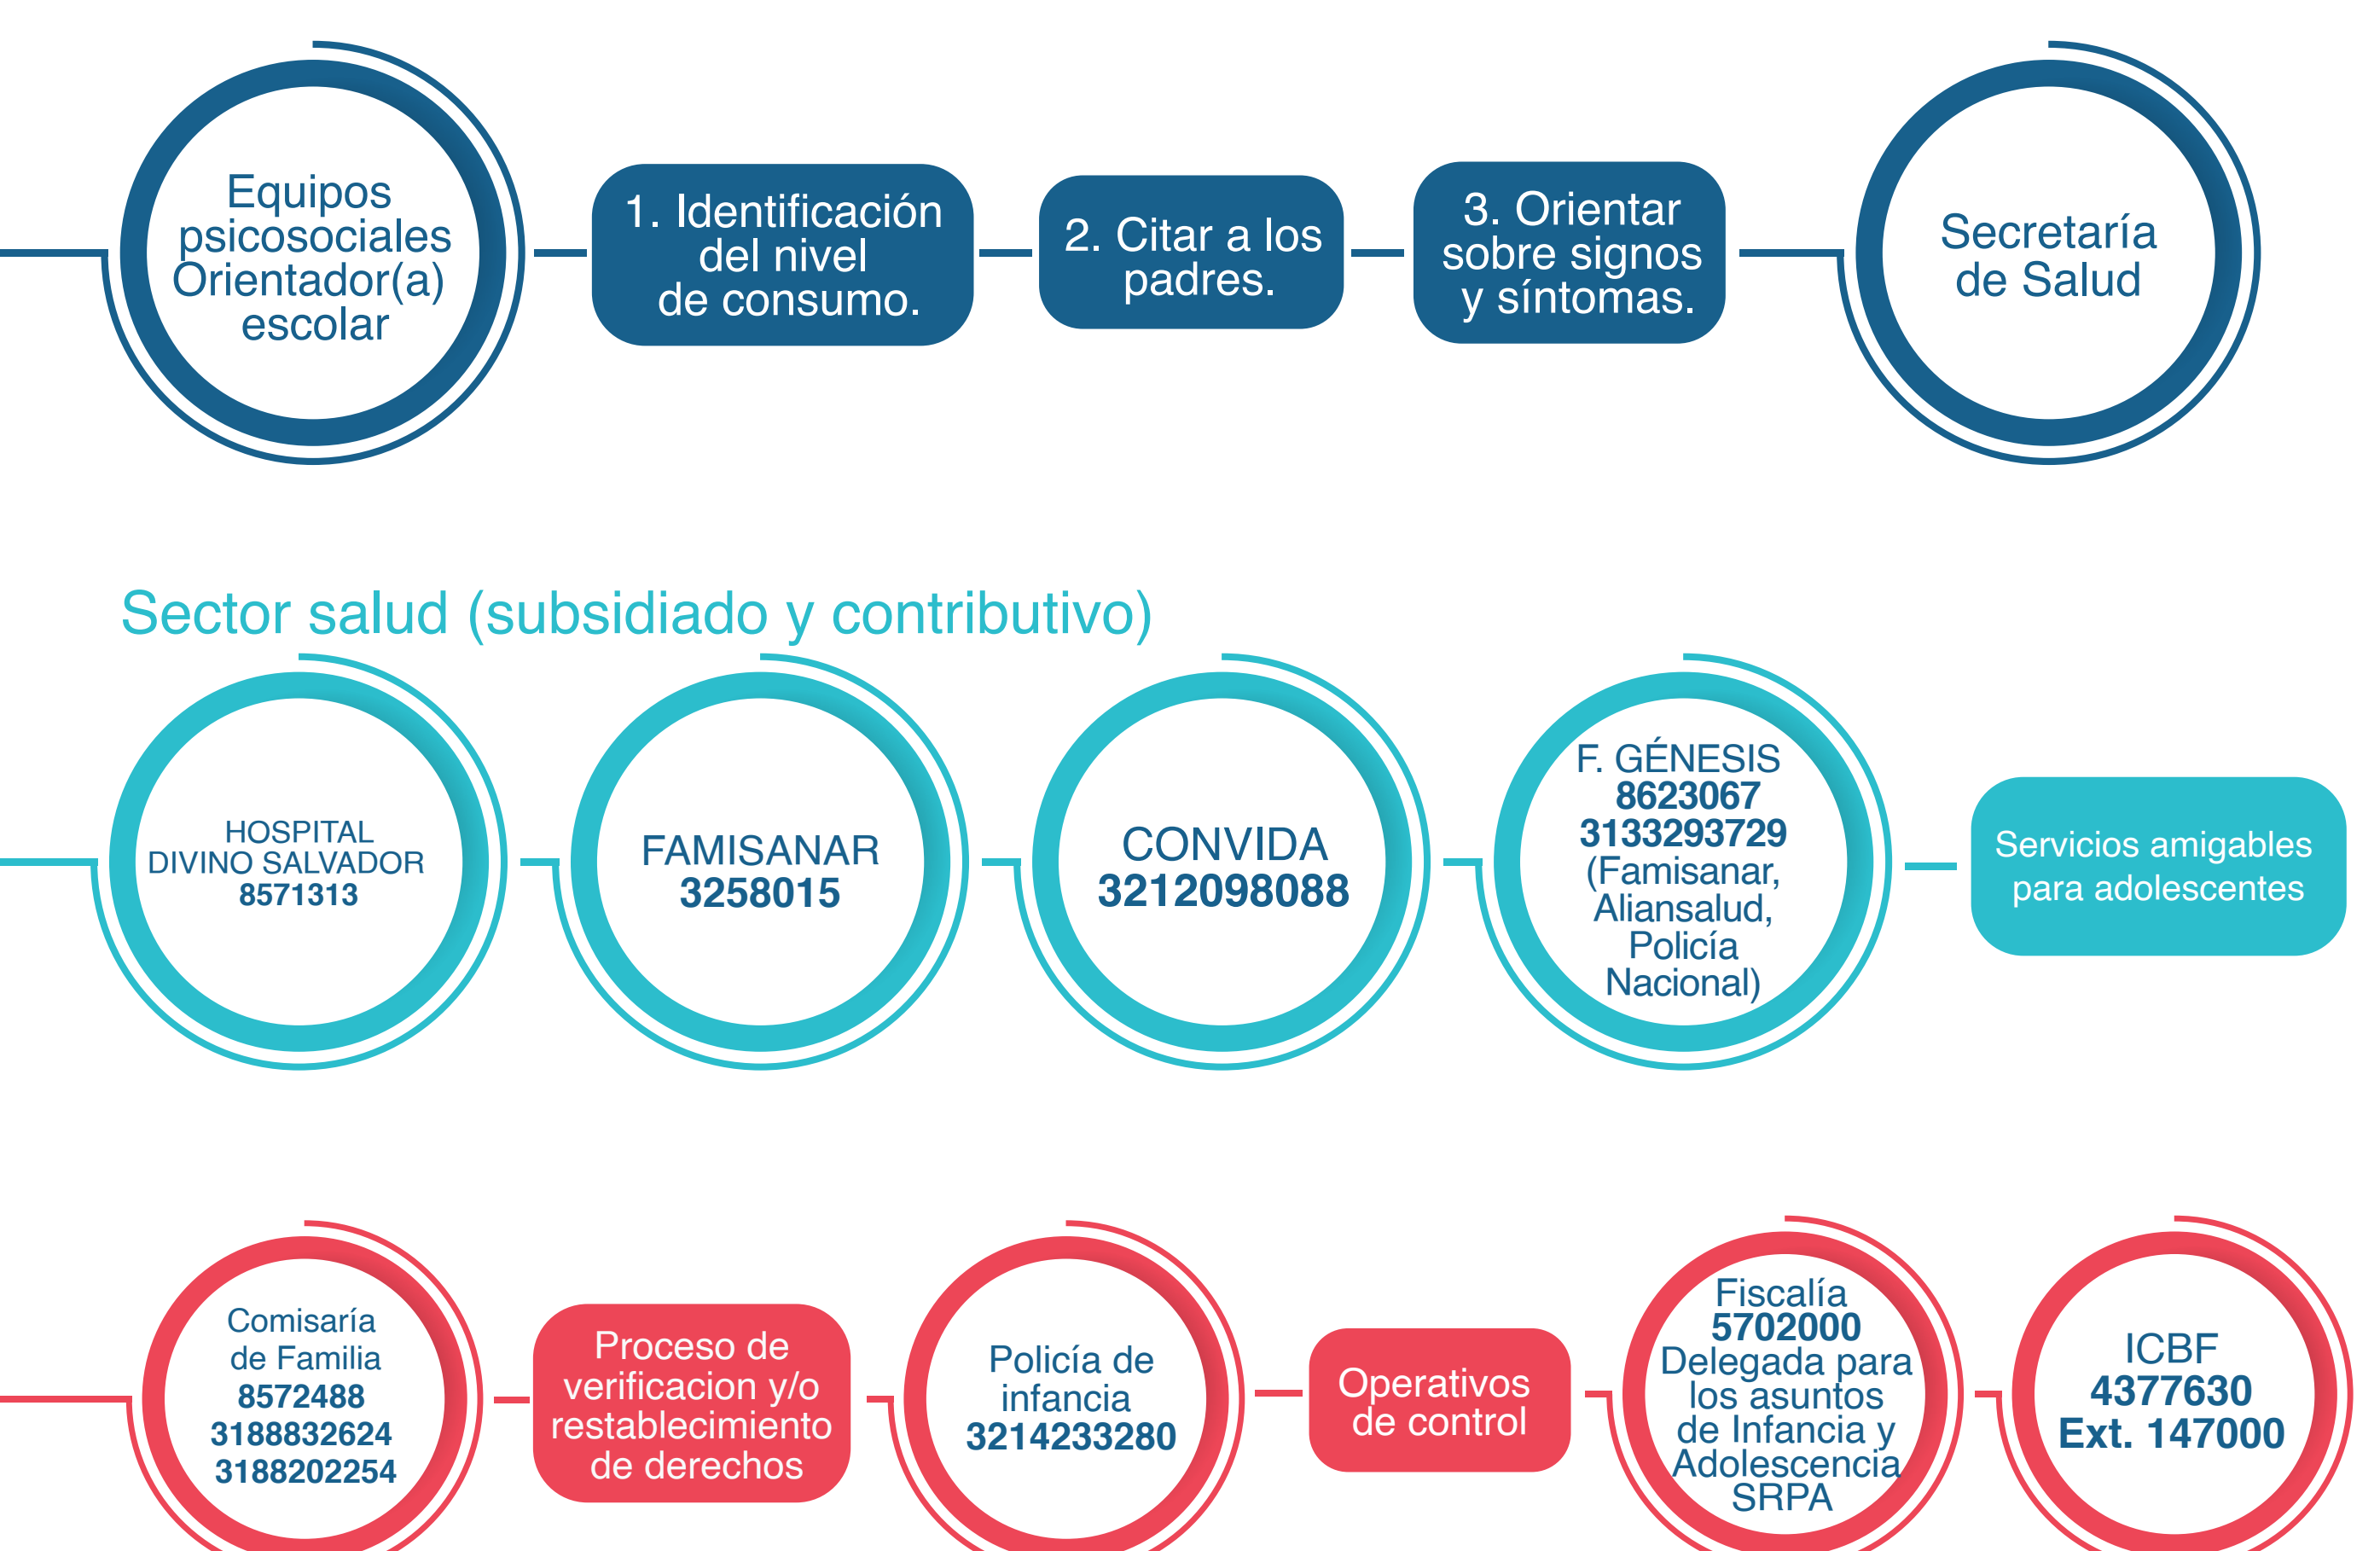 Equipos
psicosociales
Orientador(a)
escolar
1. Identificación
del nivel
de consumo.
2. Citar a los
padres.
3. Orientar
sobre signos
y síntomas.
Secretaría
de Salud
Sector salud (subsidiado y contributivo)
HOSPITAL
DIVINO SALVADOR
8571313
FAMISANAR
3258015
CONVIDA
3212098088
F. GÉNESIS
8623067
3133293729
(Famisanar,
Aliansalud,
Policía
Nacional)
Servicios amigables
para adolescentes
Comisaría
de Familia
8572488
3188832624
3188202254
Proceso de
verificacion y/o
restablecimiento
de derechos
Policía de
infancia
3214233280
Operativos
de control
Fiscalía
5702000
Delegada para
los asuntos
de Infancia y
Adolescencia
SRPA
ICBF
4377630
Ext. 147000